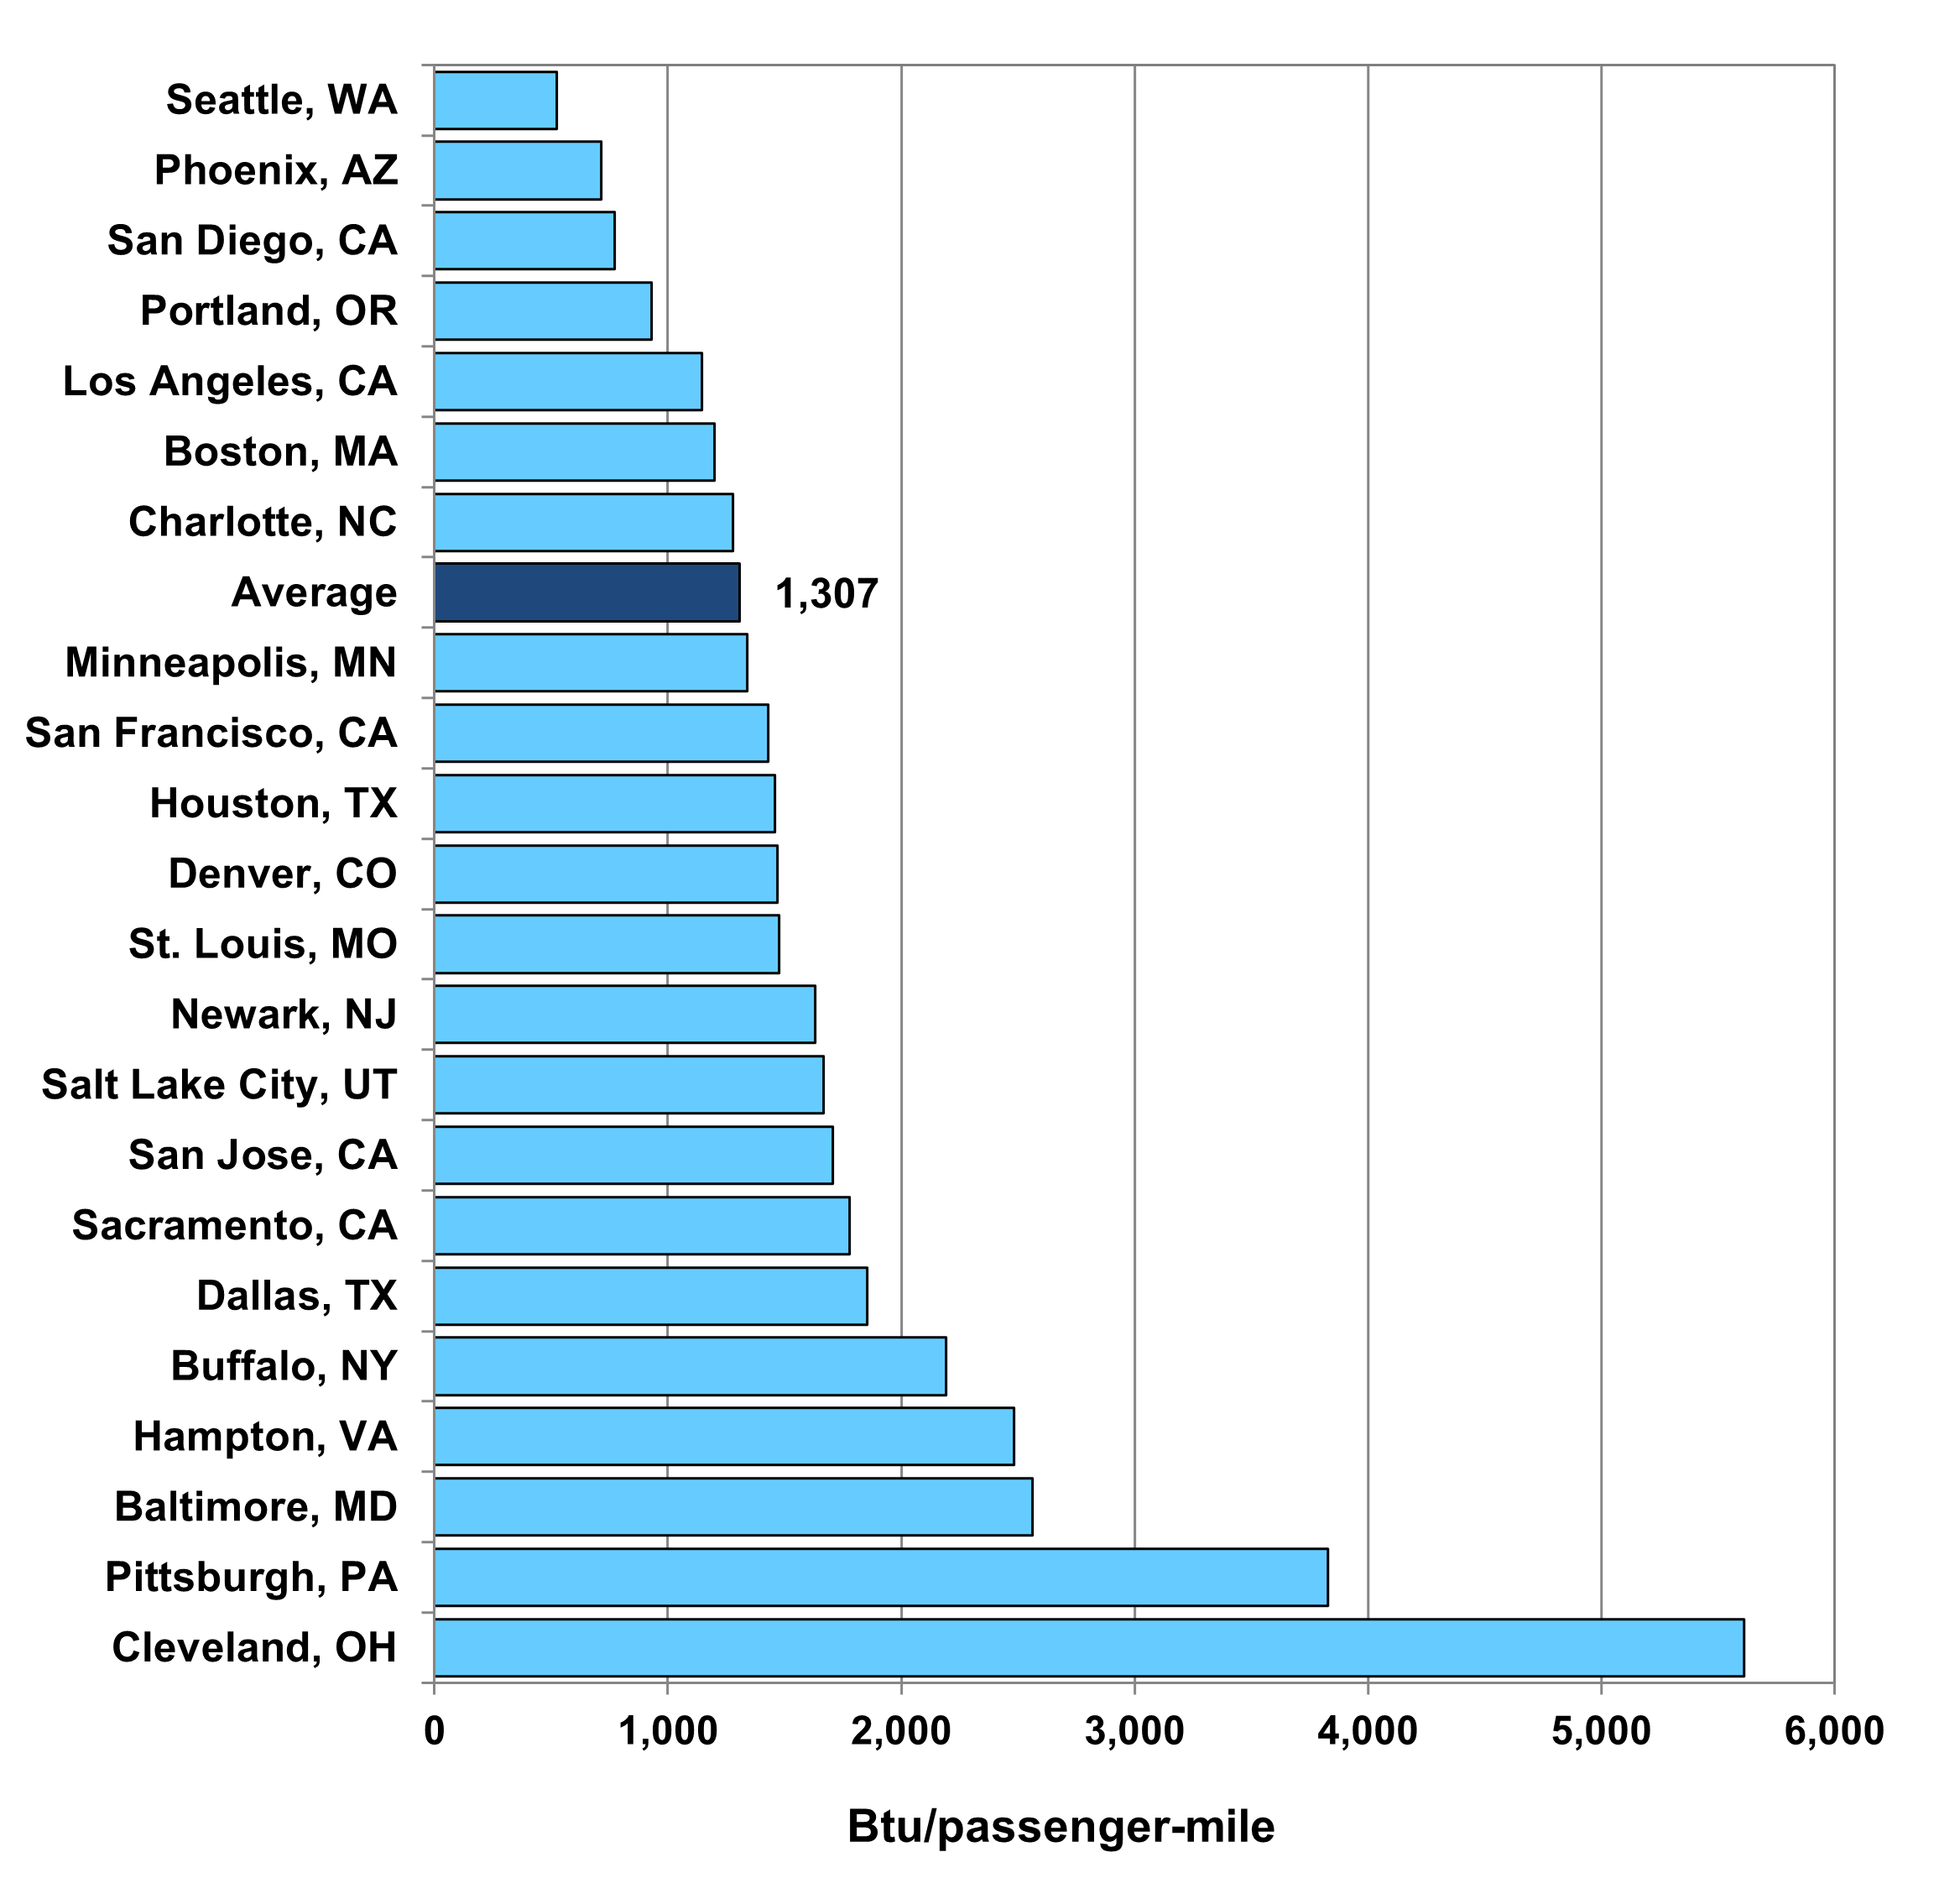 Seattle, WA
Phoenix, AZ
San Diego, CA
Portland, OR
Los Angeles, CA
Boston, MA
Charlotte, NC
Average 1,307
Minneapolis, MN
San Francisco, CA
Houston, TX
Denver, CO
St. Louis, MO
Newark, NJ
Salt Lake City, UT
San Jose, CA
Sacramento, CA
Dallas, TX
Buffalo, NY
Hampton, VA
Baltimore, MD
Pittsburgh, PA
Cleveland, OH
0 1,000 2,000 3,000 4,000 5,000 6,000
Btu/passenger-mile